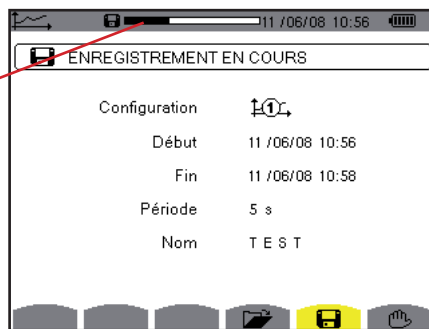 11 /06/08 10:56
ENREGISTREMENT EN COURS
Configuration 1
Début 11 /06/08 10:56
Fin 11 /06/08 10:58
Période 5 s
Nom T E S T